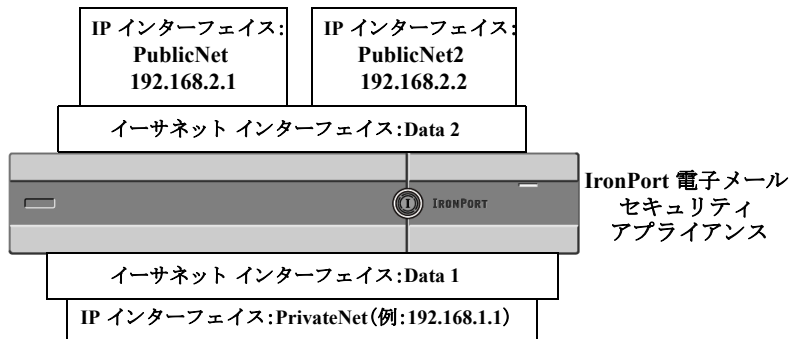 IP インターフェイス:
PublicNet
192.168.2.1
IP インターフェイス:
PublicNet2
192.168.2.2
イーサネット インターフェイス:Data 2
IRONPORT
IronPort 電子メール
セキュリティ
アプライアンス
イーサネット インターフェイス:Data 1
IP インターフェイス:PrivateNet(例:192.168.1.1)